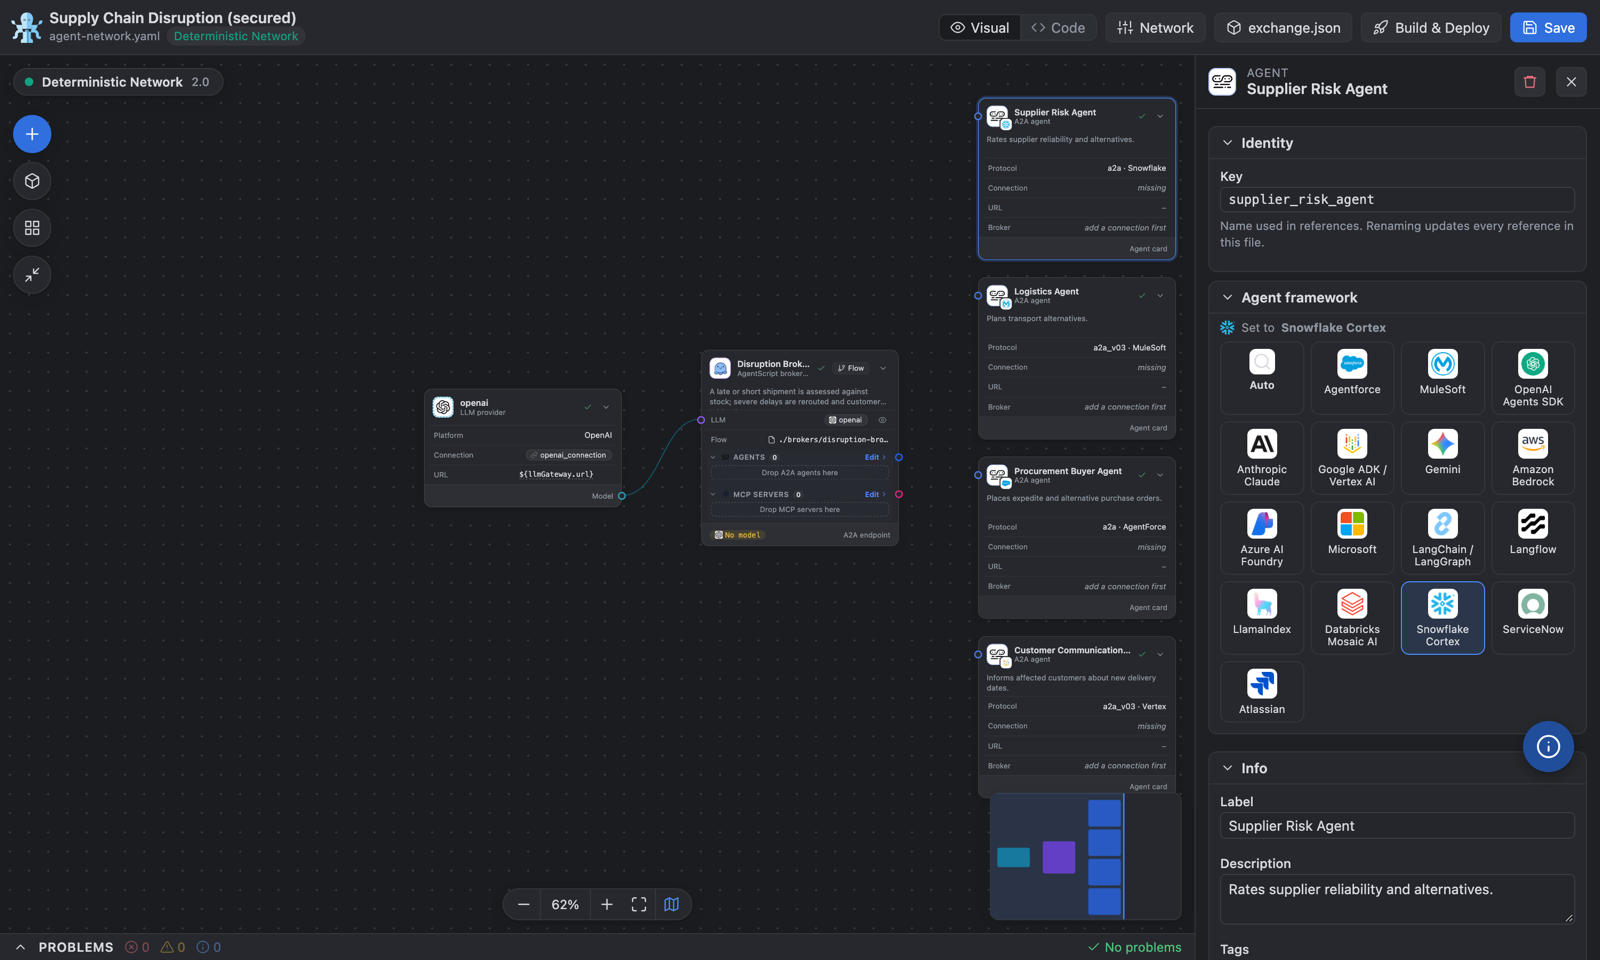 Supply Chain Disruption (secured)
agent-network.yaml Deterministic Network
Visual
Code
Network
exchange.json
Build & Deploy
Save
Deterministic Network 2.0
openai
LLM provider
Platform OpenAI
Connection openai_connection
URL ${llmGateway.url}
Model
Disruption Brok...
AgentScript broker...
Flow
A late or short shipment is assessed against
stock; severe delays are rerouted and customer...
LLM openai
Flow ./brokers/disruption-bro...
AGENTS 0 Edit
Drop A2A agents here
MCP SERVERS 0 Edit
Drop MCP servers here
No model A2A endpoint
Supplier Risk Agent
A2A agent
Rates supplier reliability and alternatives.
Protocol a2a · Snowflake
Connection missing
URL –
Broker add a connection first
Agent card
Logistics Agent
A2A agent
Plans transport alternatives.
Protocol a2a_v03 · MuleSoft
Connection missing
URL –
Broker add a connection first
Agent card
Procurement Buyer Agent
A2A agent
Places expedite and alternative purchase orders.
Protocol a2a · AgentForce
Connection missing
URL –
Broker add a connection first
Agent card
Customer Communication...
A2A agent
Informs affected customers about new delivery
dates.
Protocol a2a_v03 · Vertex
Connection missing
URL –
Broker add a connection first
Agent card
62%
PROBLEMS 0 0 0
No problems
AGENT
Supplier Risk Agent
Identity
Key
supplier_risk_agent
Name used in references. Renaming updates every reference in
this file.
Agent framework
Set to Snowflake Cortex
Auto
Agentforce
MuleSoft
OpenAI
Agents SDK
Anthropic
Claude
Google ADK /
Vertex AI
Gemini
aws
Amazon
Bedrock
Azure AI
Foundry
Microsoft
LangChain /
LangGraph
Langflow
LlamaIndex
Databricks
Mosaic AI
Snowflake
Cortex
ServiceNow
Atlassian
Info
Label
Supplier Risk Agent
Description
Rates supplier reliability and alternatives.
Tags